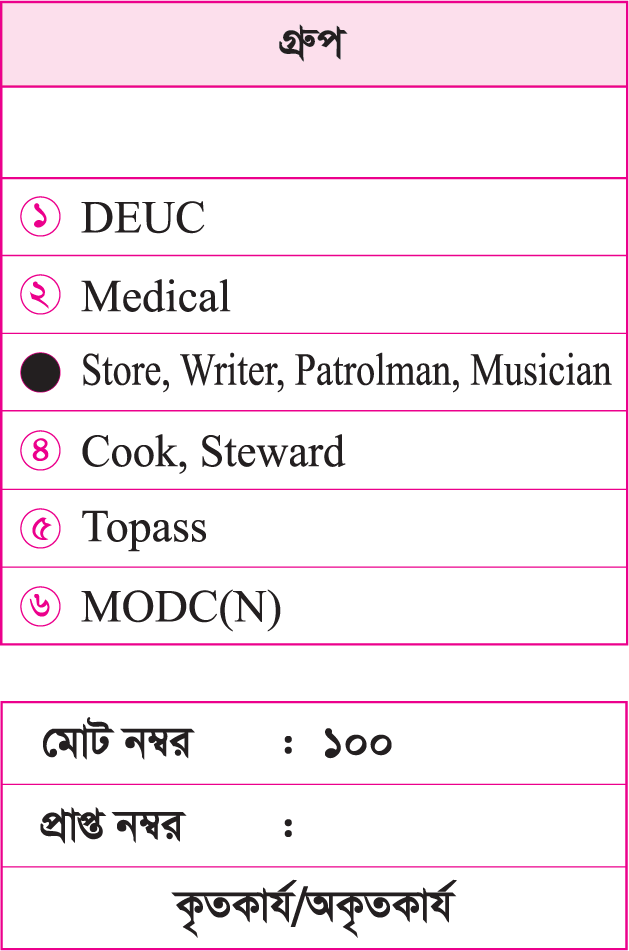 গ্রুপ
১ DEUC
২ Medical
Store, Writer, Patrolman, Musician
৪ Cook, Steward
৫ Topass
৬ MODC(N)
মোট নম্বর : ১০০
প্রাপ্ত নম্বর :
কৃতকার্য/অকৃতকার্য